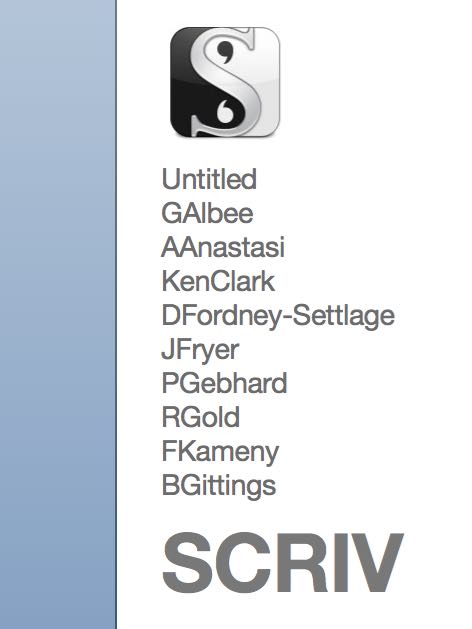 Untitled
GAlbee
AAnastasi
KenClark
DFordney-Settlage
JFryer
PGebhard
RGold
FKameny
BGittings
SCRIV